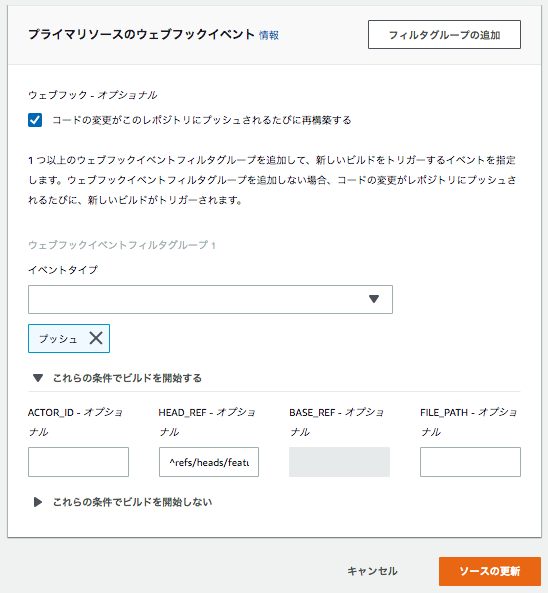 プライマリソースのウェブフックイベント 情報
フィルタグループの追加
ウェブフック - オプショナル
コードの変更がこのレポジトリにプッシュされるたびに再構築する
1 つ以上のウェブフックイベントフィルタグループを追加して、新しいビルドをトリガーするイベントを指定
します。ウェブフックイベントフィルタグループを追加しない場合、コードの変更がレポジトリにプッシュさ
れるたびに、新しいビルドがトリガーされます。
ウェブフックイベントフィルタグループ 1
イベントタイプ
プッシュ
これらの条件でビルドを開始する
ACTOR_ID - オプショ
ナル
HEAD_REF - オプショ
ナル
BASE_REF - オプショ
ナル
FILE_PATH - オプショ
ナル
^refs/heads/featu
これらの条件でビルドを開始しない
キャンセル
ソースの更新